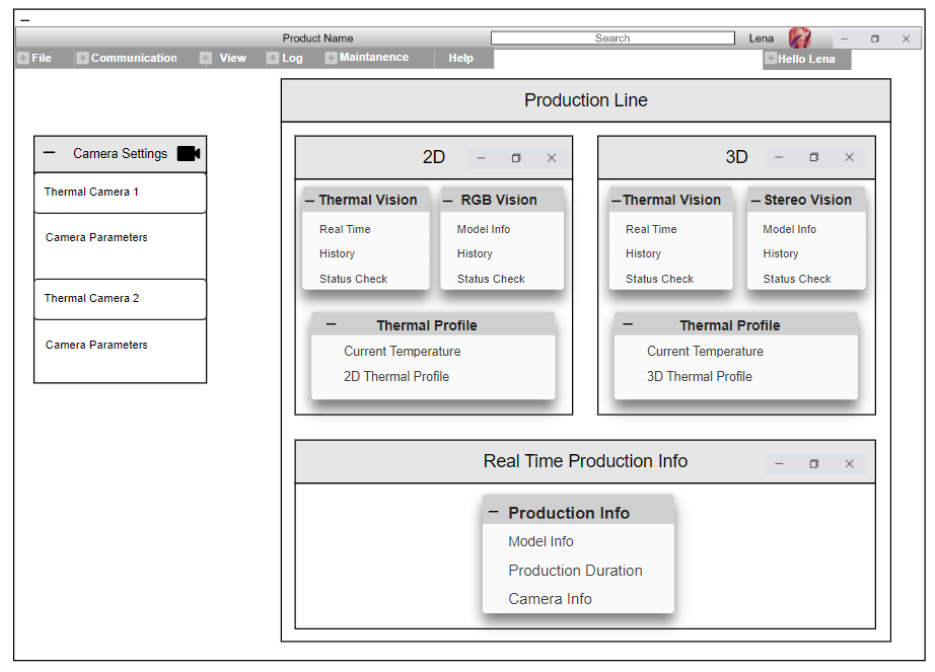 Product Name Search Lena
File Communication View Log Maintanence Help Hello Lena
Production Line
Camera Settings
Thermal Camera 1
Camera Parameters
Thermal Camera 2
Camera Parameters
2D
Thermal Vision
Real Time
History
Status Check
RGB Vision
Model Info
History
Status Check
Thermal Profile
Current Temperature
2D Thermal Profile
3D
Thermal Vision
Real Time
History
Status Check
Stereo Vision
Model Info
History
Status Check
Thermal Profile
Current Temperature
3D Thermal Profile
Real Time Production Info
Production Info
Model Info
Production Duration
Camera Info